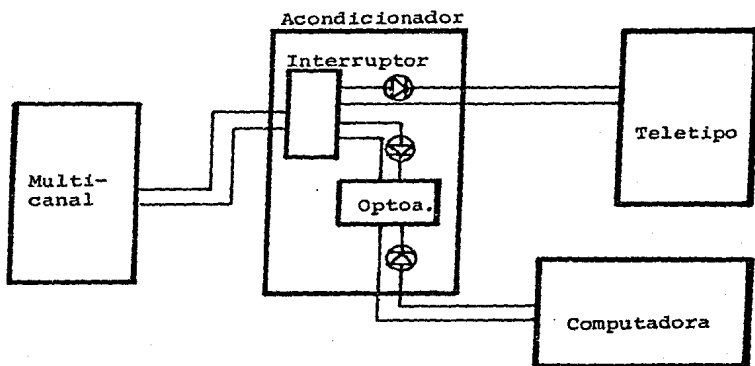 Acondicionador
Interruptor
Multi-
canal
Teletipo
Optoa.
Computadora